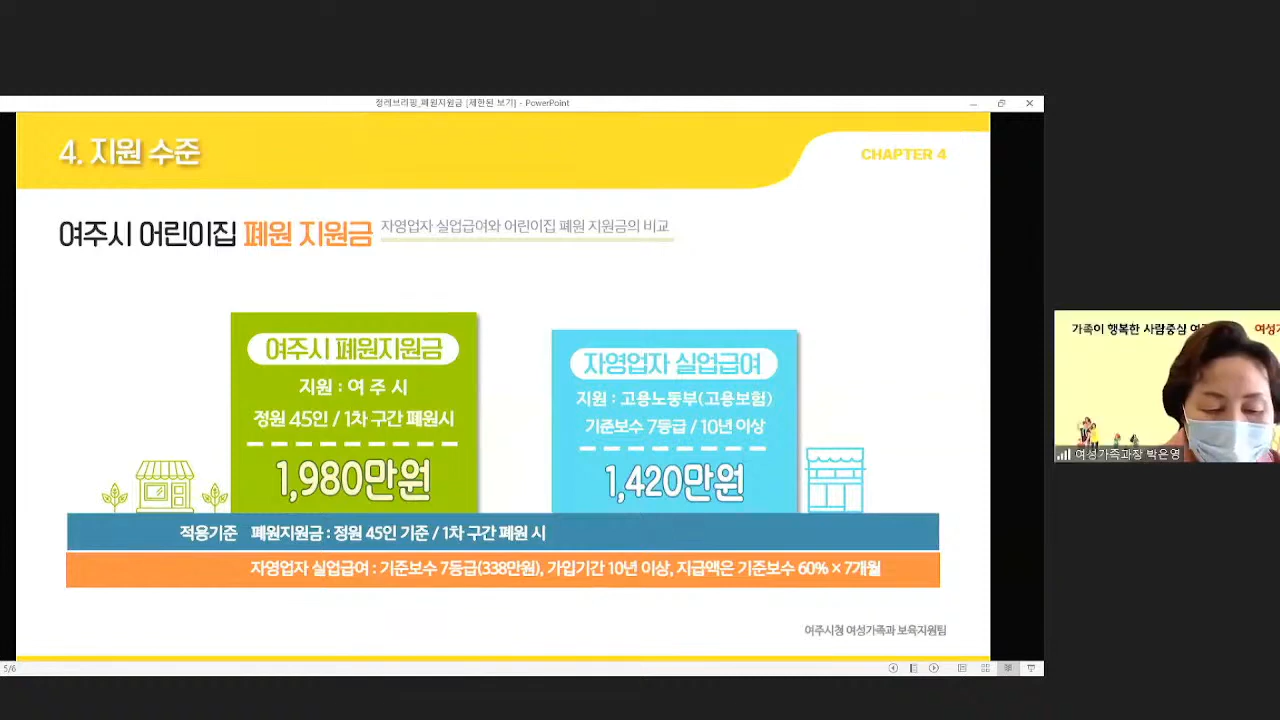 정례브리핑_폐원지원금 [제한된 보기] - PowerPoint
4. 지원 수준
CHAPTER 4
여주시 어린이집 폐원 지원금 자영업자 실업급여와 어린이집 폐원 지원금의 비교
여주시 폐원지원금
지원 : 여 주 시
정원 45인 / 1차 구간 폐원시
1,980만원
자영업자 실업급여
지원 : 고용노동부(고용보험)
기준보수 7등급 / 10년 이상
1,420만원
적용기준 폐원지원금 : 정원 45인 기준 / 1차 구간 폐원 시
자영업자 실업급여 : 기준보수 7등급(338만원), 가입기간 10년 이상, 지급액은 기준보수 60% × 7개월
여주시청 여성가족과 보육지원팀
5/6
가족이 행복한 사람중심 여
여성가
여성가족과장 박은영